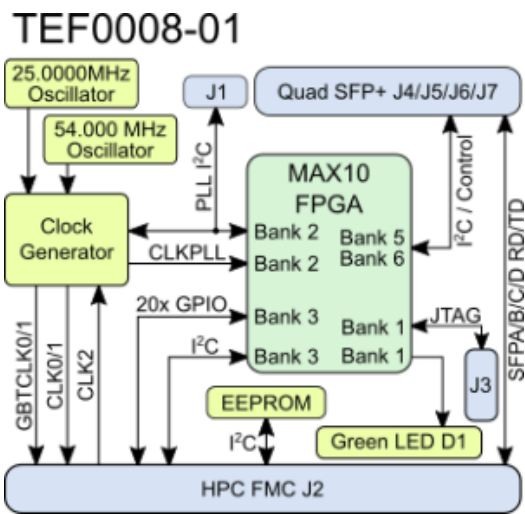 TEF0008-01
25.0000MHz
Oscillator
J1
Quad SFP+ J4/J5/J6/J7
54.000 MHz
Oscillator
PLL I²C
MAX10
FPGA
I²C / Control
SFPA/B/C/D RD/TD
Clock
Generator
Bank 2
CLKPLL
Bank 2
Bank 5
Bank 6
20x GPIO
Bank 3
I²C
Bank 3
Bank 1
JTAG
Bank 1
J3
GBTCLK0/1
CLK0/1
CLK2
EEPROM
I²C
Green LED D1
HPC FMC J2